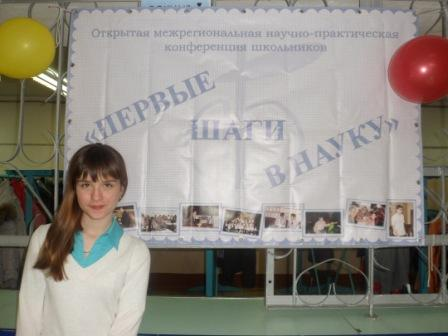 Открытая межрегиональная научно-практическая
конференция школьников
«ПЕРВЫЕ
ШАГИ
В НАУКУ»